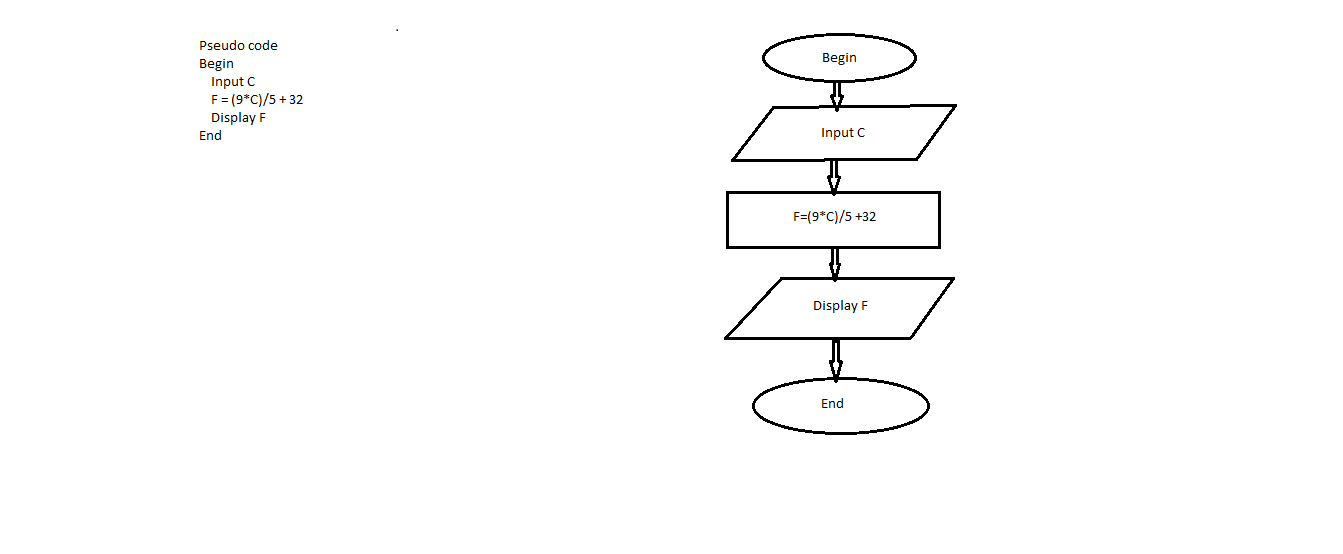 Pseudo code
Begin
Input C
F = (9*C)/5 + 32
Display F
End
Begin
Input C
F=(9*C)/5 +32
Display F
End